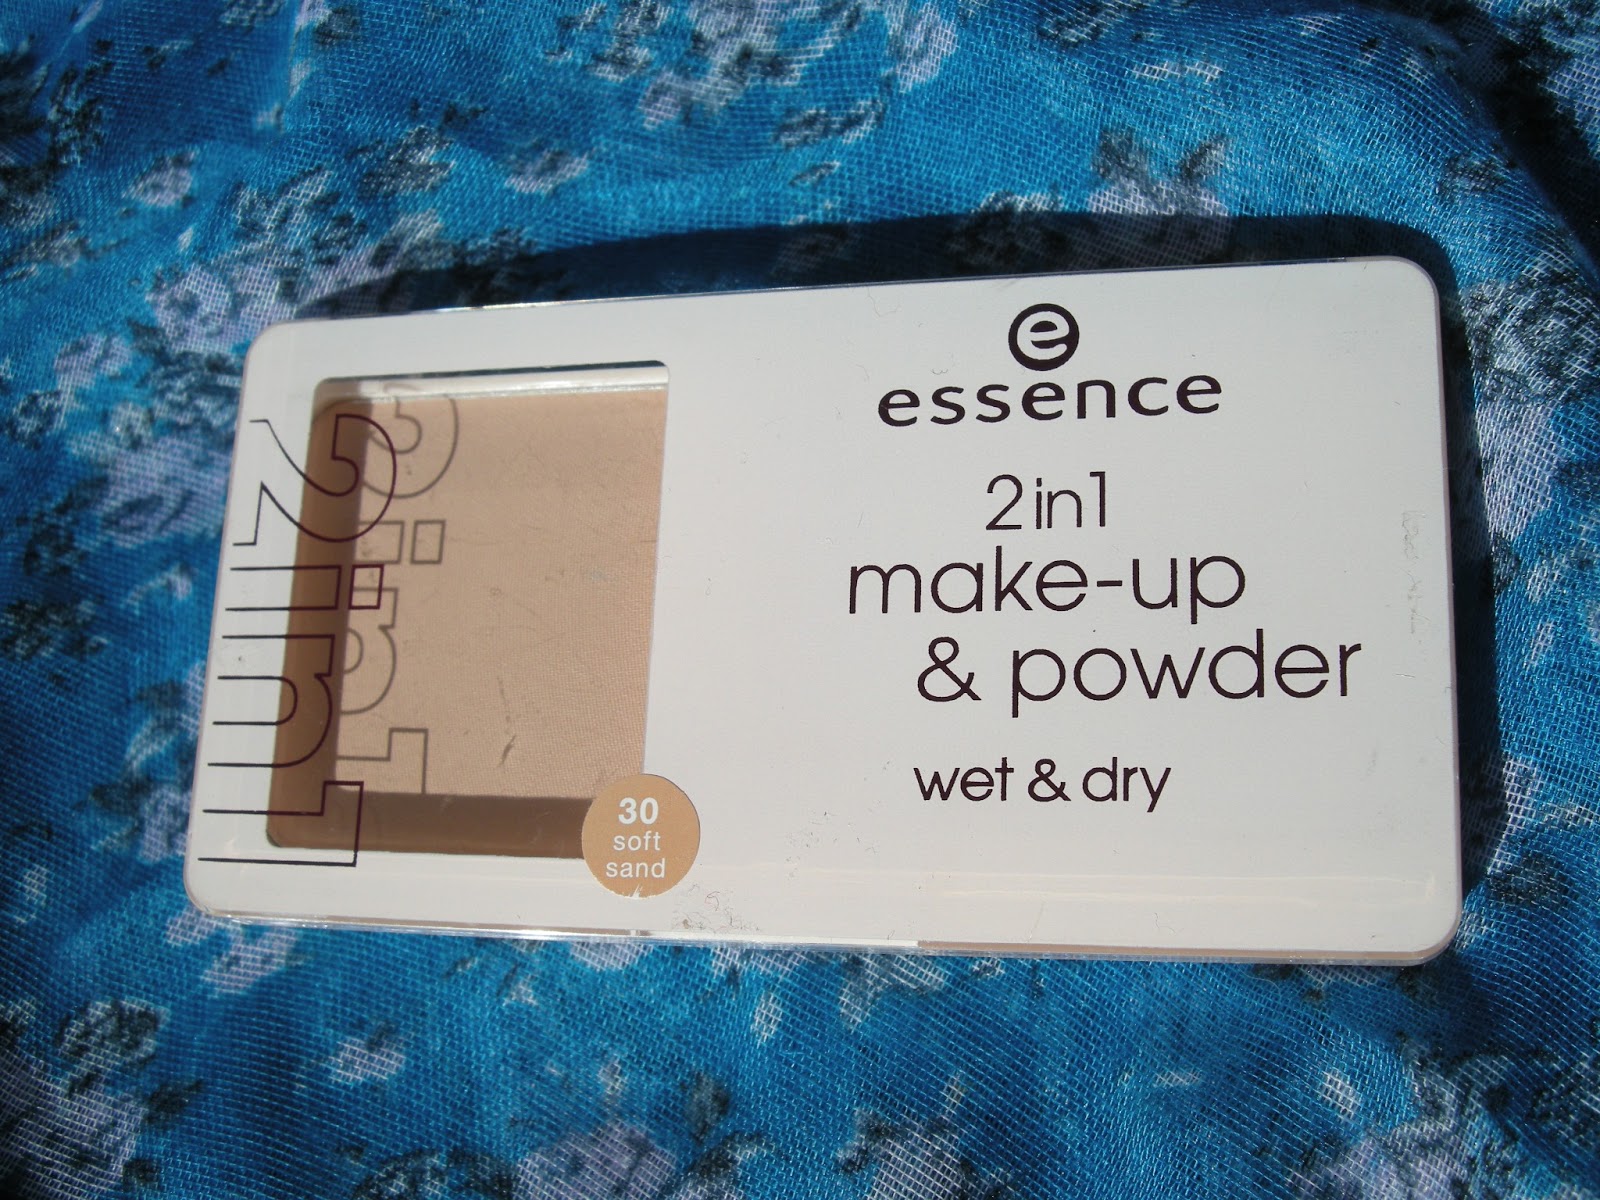 e
essence
2in1
make-up
& powder
wet & dry
2in1
30
soft
sand